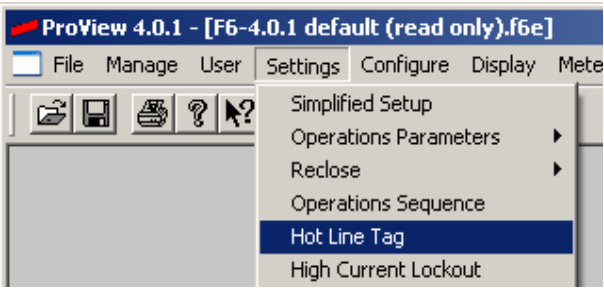 ProView 4.0.1 - [F6-4.0.1 default (read only).f6e]
File Manage User Settings Configure Display Mete
Simplified Setup
Operations Parameters
Reclose
Operations Sequence
Hot Line Tag
High Current Lockout